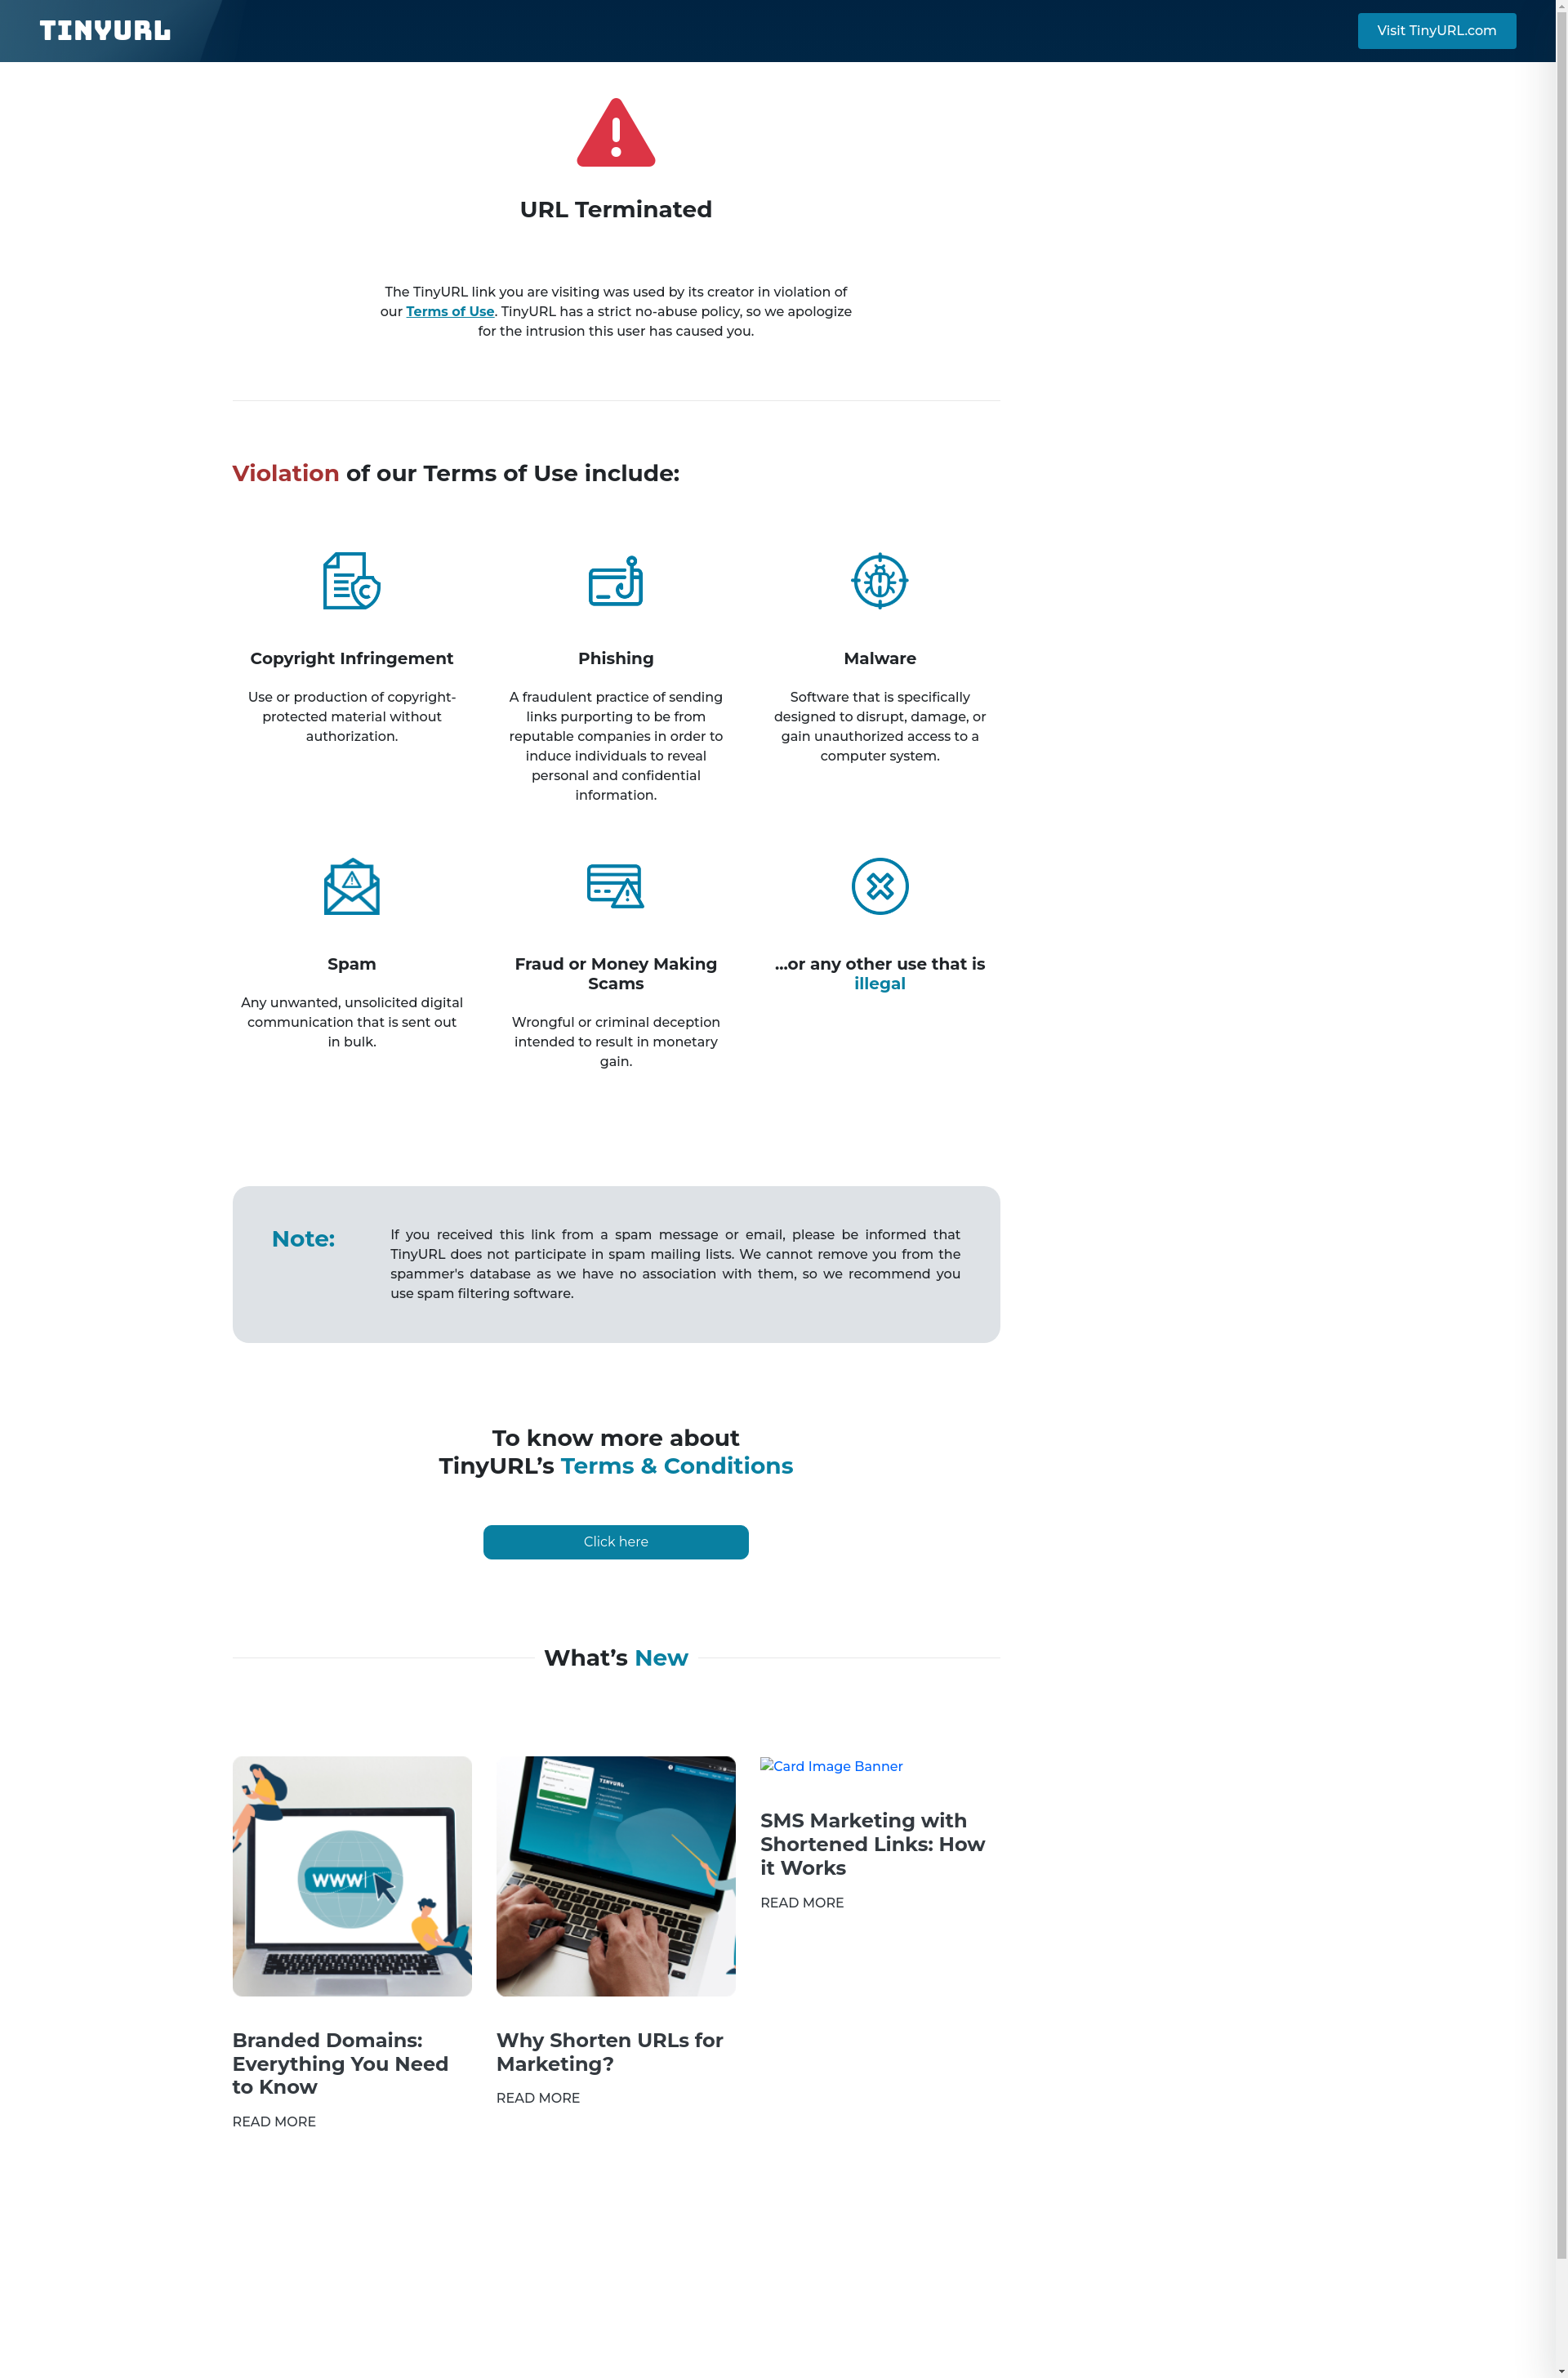 TINYURL
Visit TinyURL.com
URL Terminated
The TinyURL link you are visiting was used by its creator in violation of
our Terms of Use. TinyURL has a strict no-abuse policy, so we apologize
for the intrusion this user has caused you.
Violation of our Terms of Use include:
Copyright Infringement
Use or production of copyright-
protected material without
authorization.
Phishing
A fraudulent practice of sending
links purporting to be from
reputable companies in order to
induce individuals to reveal
personal and confidential
information.
Malware
Software that is specifically
designed to disrupt, damage, or
gain unauthorized access to a
computer system.
Spam
Any unwanted, unsolicited digital
communication that is sent out
in bulk.
Fraud or Money Making
Scams
Wrongful or criminal deception
intended to result in monetary
gain.
...or any other use that is
illegal
Note:
If you received this link from a spam message or email, please be informed that
TinyURL does not participate in spam mailing lists. We cannot remove you from the
spammer's database as we have no association with them, so we recommend you
use spam filtering software.
To know more about
TinyURL’s Terms & Conditions
Click here
What’s New
WWW
TINYURL
Card Image Banner
Branded Domains:
Everything You Need
to Know
READ MORE
Why Shorten URLs for
Marketing?
READ MORE
SMS Marketing with
Shortened Links: How
it Works
READ MORE